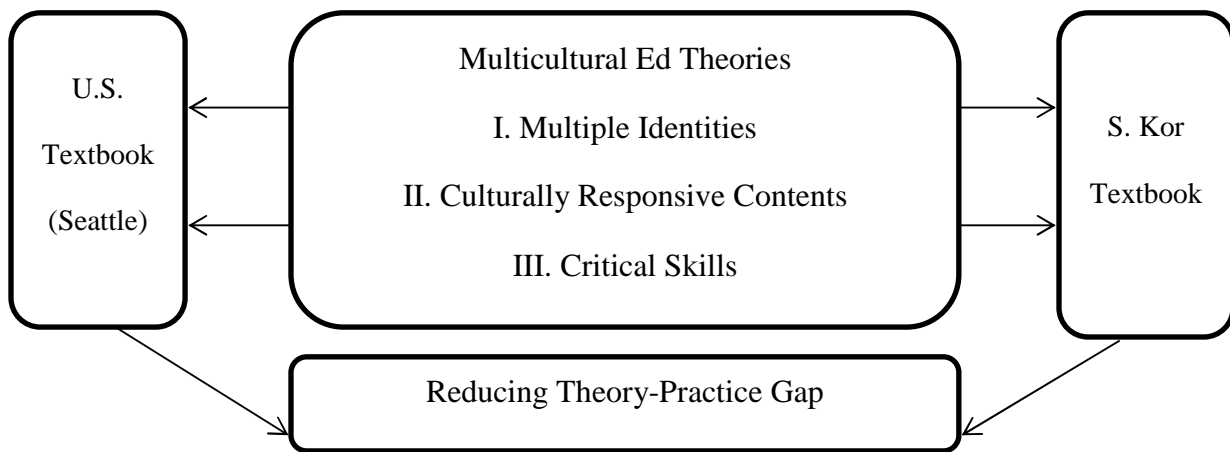 U.S.
Textbook
(Seattle)
Multicultural Ed Theories
I. Multiple Identities
II. Culturally Responsive Contents
III. Critical Skills
S. Kor
Textbook
Reducing Theory-Practice Gap